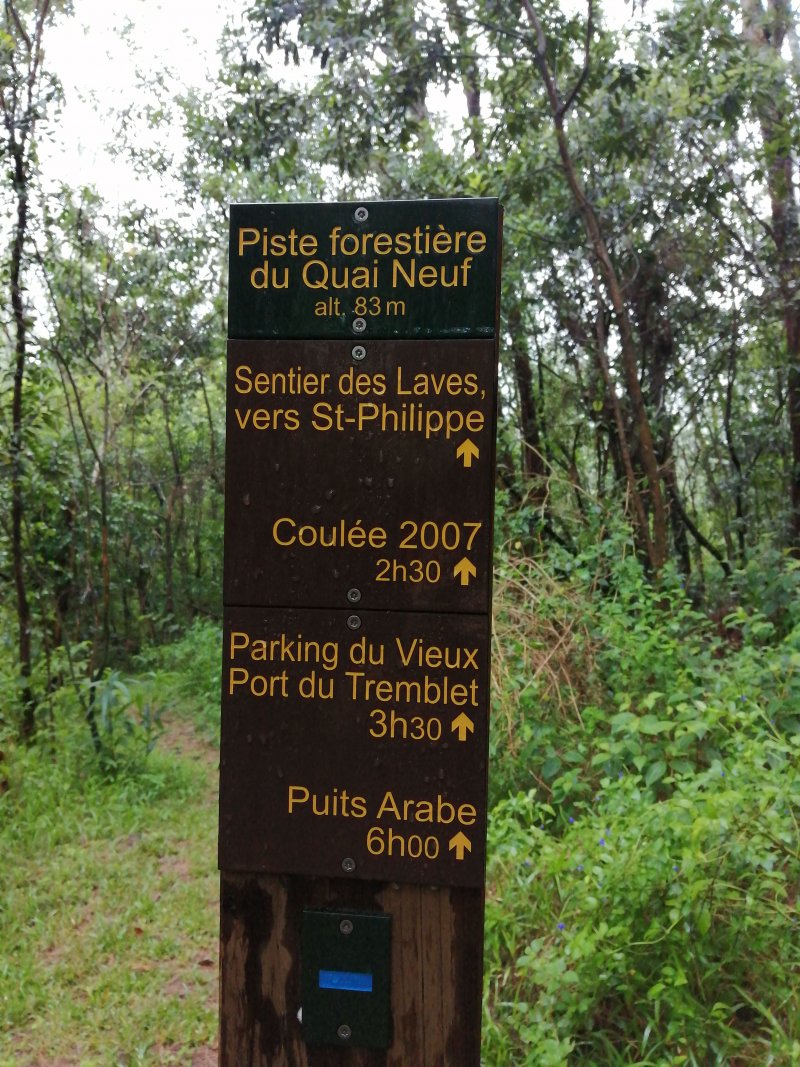 Piste forestière
du Quai Neuf
alt. 83 m
Sentier des Laves,
vers St-Philippe
Coulée 2007
2h30
Parking du Vieux
Port du Tremblet
3h30
Puits Arabe
6h00